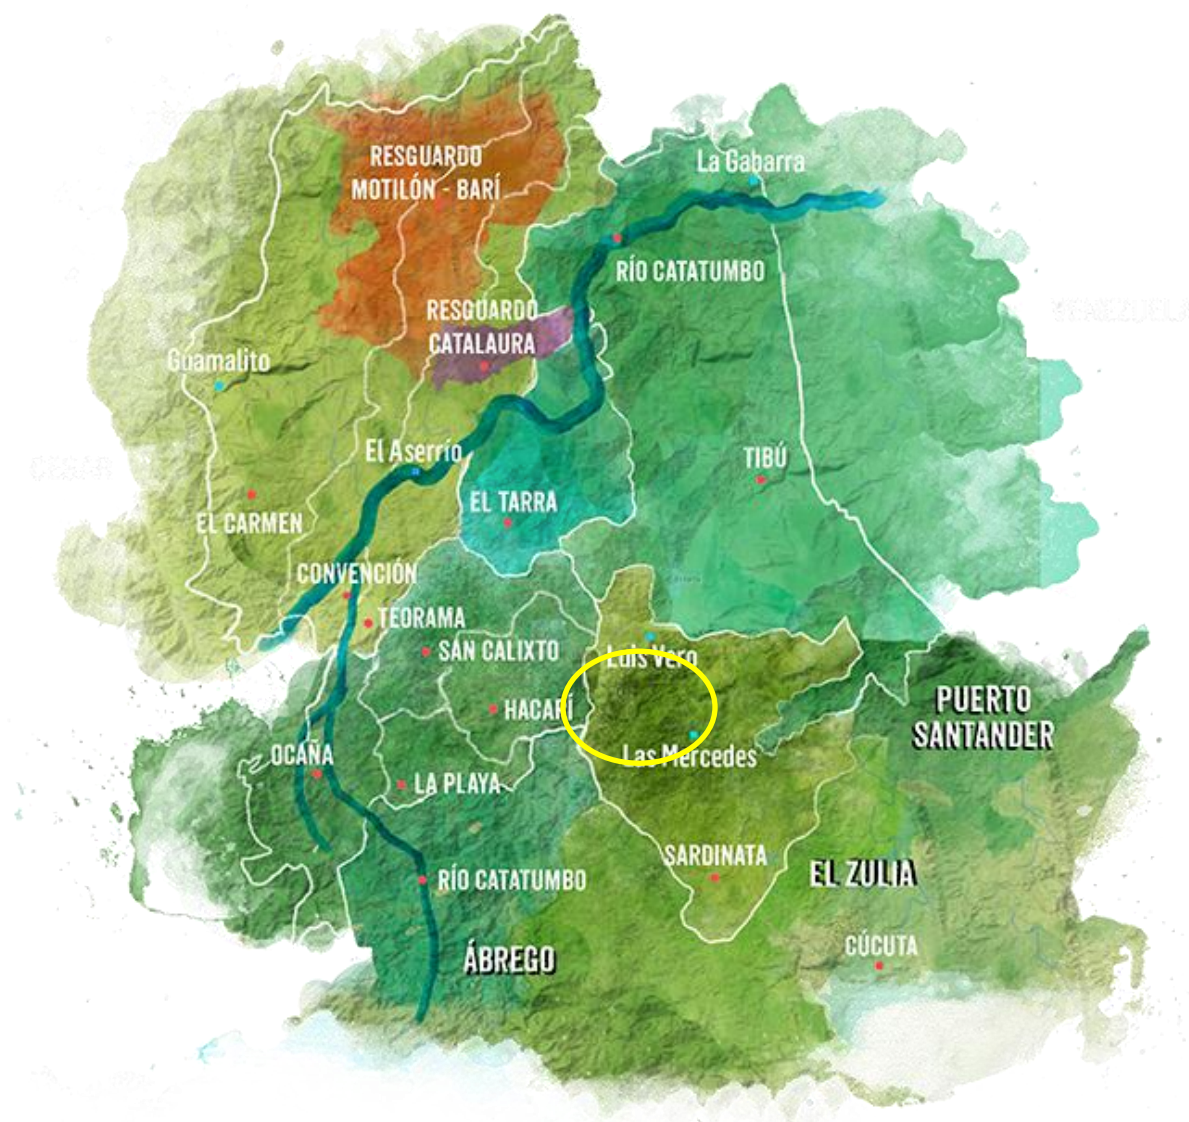 La Gabarra
RESGUARDO
MOTILÓN - BARÍ
RÍO CATATUMBO
VENEZUELA
RESGUARDO
CATALAURA
Guamalito
El Aserrío
TIBÚ
CESAR
EL TARRA
EL CARMEN
CONVENCIÓN
TEORAMA
SAN CALIXTO
Luis Vero
HACARÍ
PUERTO
SANTANDER
OCAÑA
Las Mercedes
LA PLAYA
SARDINATA
EL ZULIA
RÍO CATATUMBO
CÚCUTA
ÁBREGO